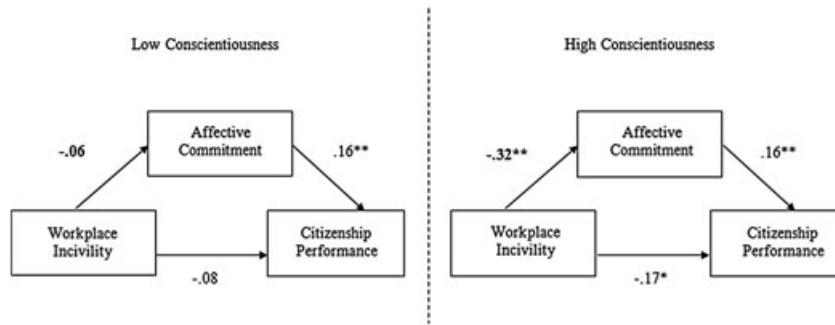 Low Conscientiousness
Affective
Commitment
-.06
.16**
Workplace
Incivility
Citizenship
Performance
-.08
High Conscientiousness
Affective
Commitment
-.32**
.16**
Workplace
Incivility
Citizenship
Performance
-.17*